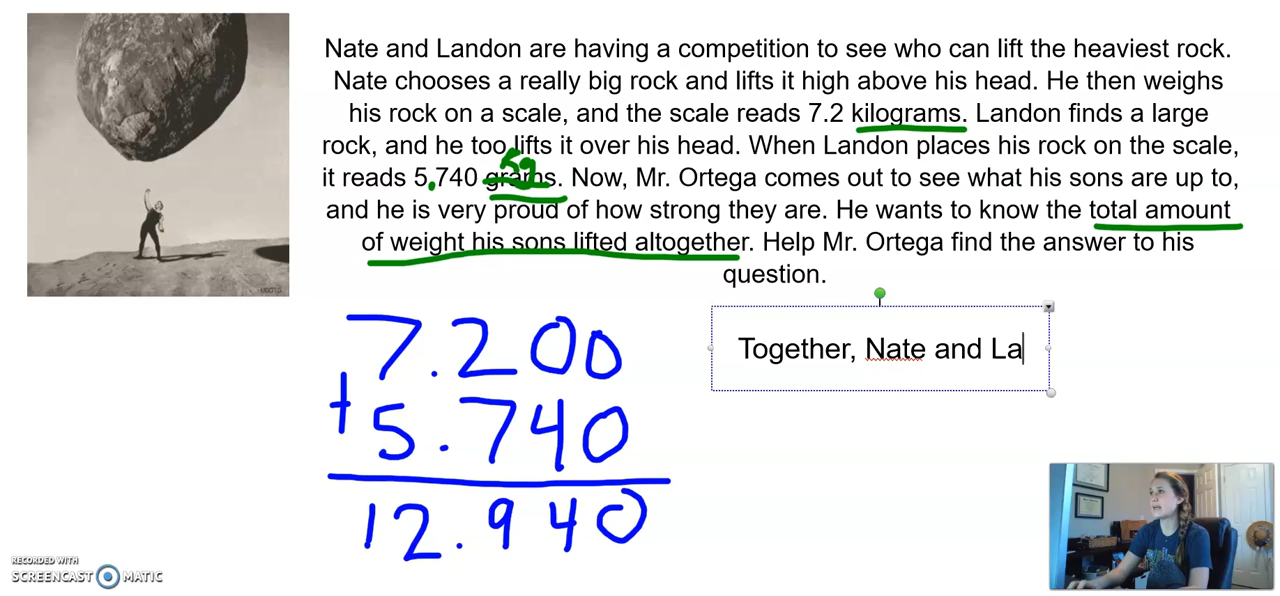 Nate and Landon are having a competition to see who can lift the heaviest rock.
Nate chooses a really big rock and lifts it high above his head. He then weighs
his rock on a scale, and the scale reads 7.2 kilograms. Landon finds a large
rock, and he too lifts it over his head. When Landon places his rock on the scale,
kg
it reads 5.740 grams. Now, Mr. Ortega comes out to see what his sons are up to,
and he is very proud of how strong they are. He wants to know the total amount
of weight his sons lifted altogether. Help Mr. Ortega find the answer to his
question.
7.200
+ 5.740
12.940
Together, Nate and La
RECORDED WITH
SCREENCAST MATIC